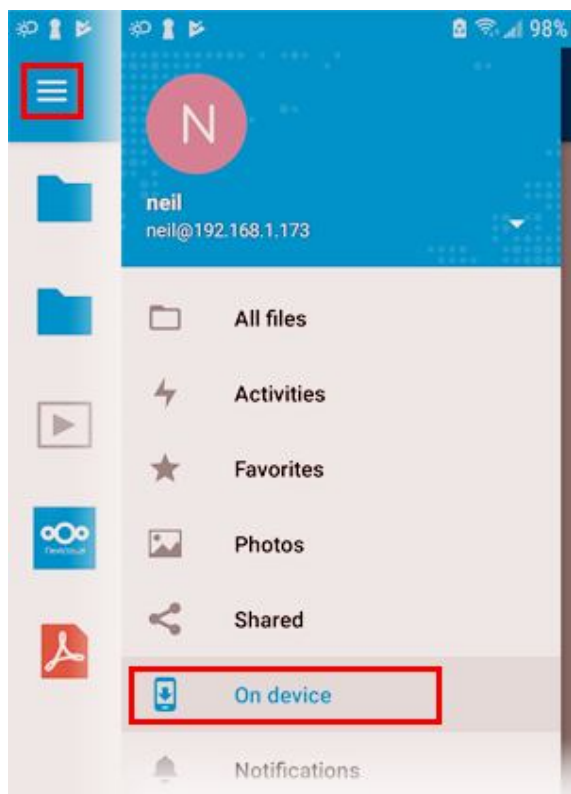 98%
N
neil
neil@192.168.1.173
All files
Activities
Favorites
Photos
Shared
On device
Notifications